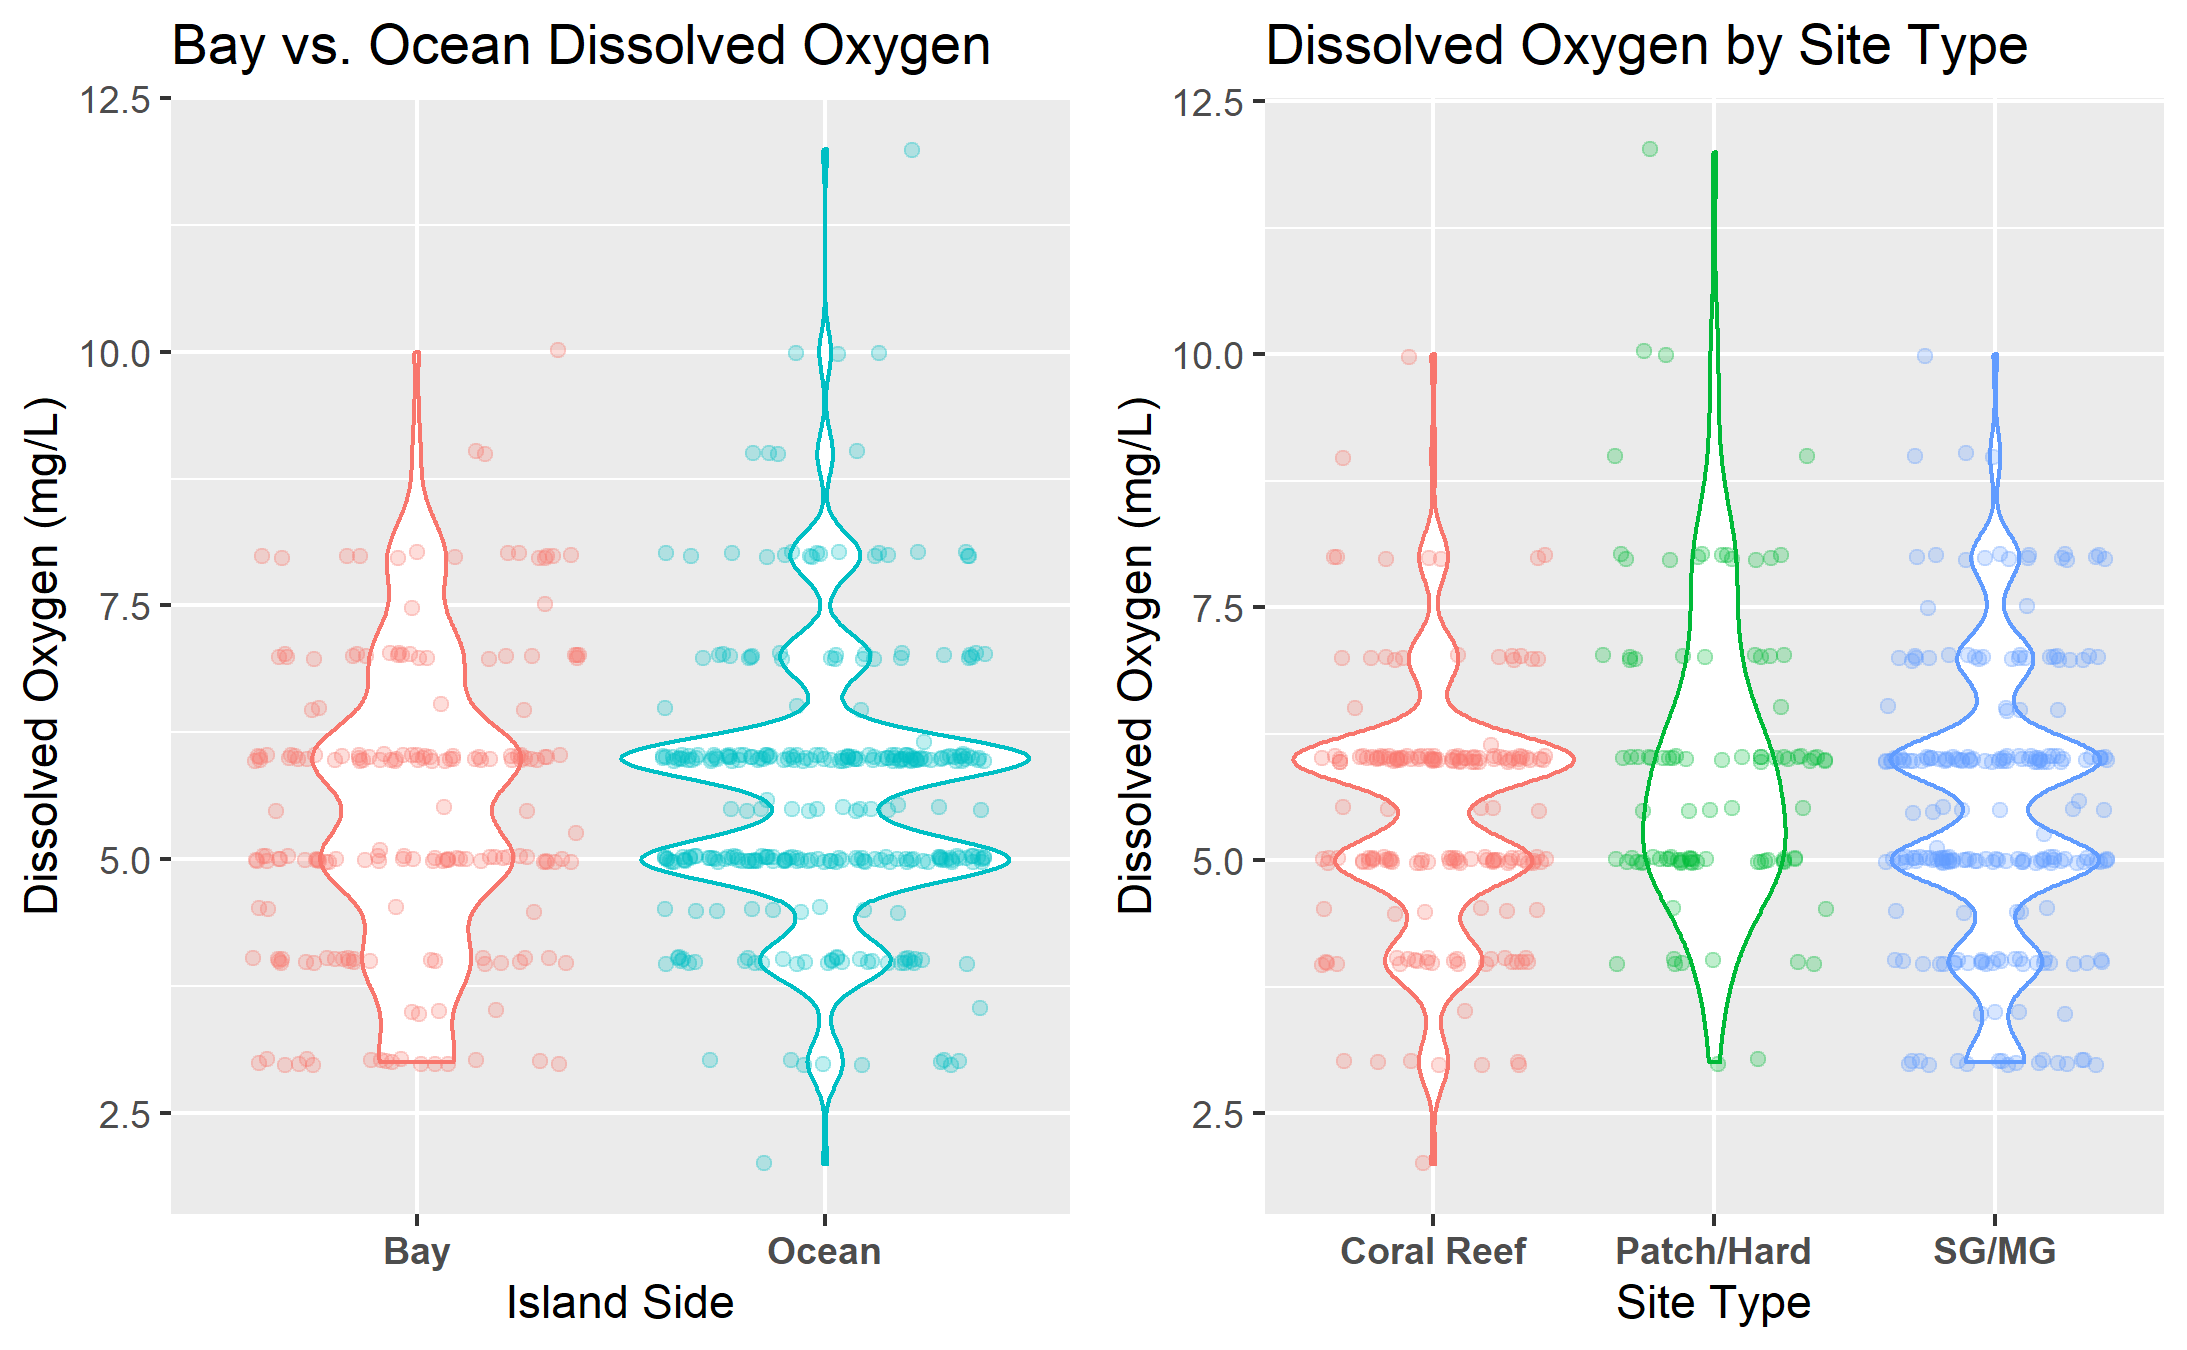 Bay vs. Ocean Dissolved Oxygen
12.5
10.0
7.5
5.0
2.5
Dissolved Oxygen (mg/L)
Bay
Ocean
Island Side
Dissolved Oxygen by Site Type
12.5
10.0
7.5
5.0
2.5
Dissolved Oxygen (mg/L)
Coral Reef
Patch/Hard
SG/MG
Site Type